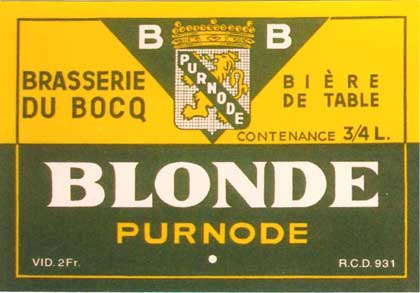 B B
PURNODE
BRASSERIE
DU BOCQ
BIÈRE
DE TABLE
CONTENANCE 3/4 L.
BLONDE
PURNODE
VID. 2Fr.
R.C.D. 931